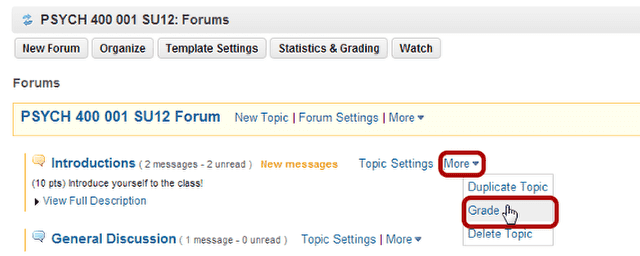 PSYCH 400 001 SU12: Forums
New Forum Organize Template Settings Statistics & Grading Watch
Forums
PSYCH 400 001 SU12 Forum New Topic | Forum Settings | More
Introductions ( 2 messages - 2 unread ) New messages Topic Settings More
(10 pts) Introduce yourself to the class!
Duplicate Topic
View Full Description
Grade
Delete Topic
General Discussion ( 1 message - 0 unread ) Topic Settings | More